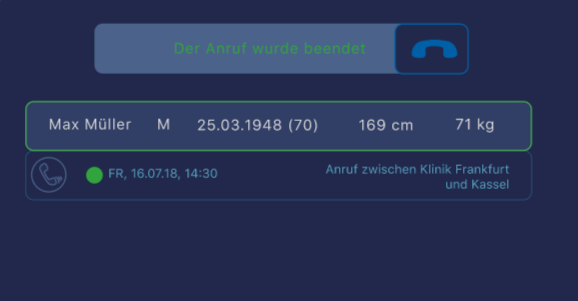 Der Anruf wurde beendet
Max Müller M 25.03.1948 (70) 169 cm 71 kg
FR, 16.07.18, 14:30
Anruf zwischen Klinik Frankfurt
und Kassel